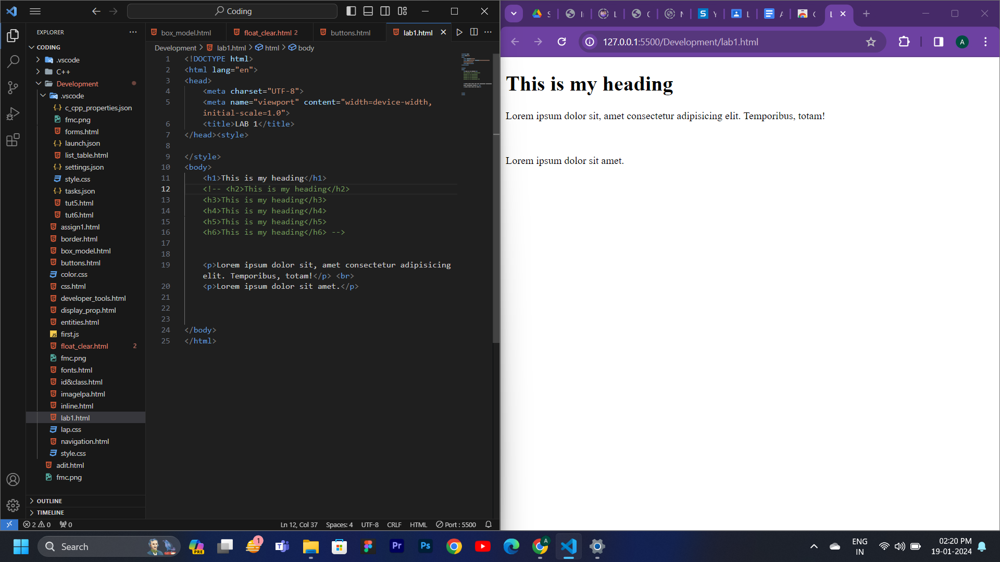 Coding
EXPLORER
CODING
.vscode
C++
Development
.vscode
c_cpp_properties.json
fmc.png
forms.html
launch.json
list_table.html
settings.json
style.css
tasks.json
tut5.html
tut6.html
assign1.html
border.html
box_model.html
buttons.html
color.css
css.html
developer_tools.html
display_prop.html
entities.html
first.js
float_clear.html 2
fmc.png
fonts.html
id&class.html
imagelpa.html
inline.html
lab1.html
lap.css
navigation.html
style.css
adit.html
fmc.png
OUTLINE
TIMELINE
box_model.html float_clear.html 2 buttons.html lab1.html
Development > lab1.html > html > body
1 <!DOCTYPE html>
2 <html lang="en">
3 <head>
4 <meta charset="UTF-8">
5 <meta name="viewport" content="width=device-width,
initial-scale=1.0">
6 <title>LAB 1</title>
7 </head><style>
8
9 </style>
10 <body>
11 <h1>This is my heading</h1>
12 <!-- <h2>This is my heading</h2>
13 <h3>This is my heading</h3>
14 <h4>This is my heading</h4>
15 <h5>This is my heading</h5>
16 <h6>This is my heading</h6> -->
17
18
19 <p>Lorem ipsum dolor sit, amet consectetur adipisicing
elit. Temporibus, totam!</p> <br>
20 <p>Lorem ipsum dolor sit amet.</p>
21
22
23
24 </body>
25 </html>
2 0 0 Ln 12, Col 37 Spaces: 4 UTF-8 CRLF HTML Port : 5500
127.0.0.1:5500/Development/lab1.html
A
This is my heading
Lorem ipsum dolor sit, amet consectetur adipisicing elit. Temporibus, totam!
Lorem ipsum dolor sit amet.
Search
PRE
1
Pr
Ps
A
ENG
IN
02:20 PM
19-01-2024